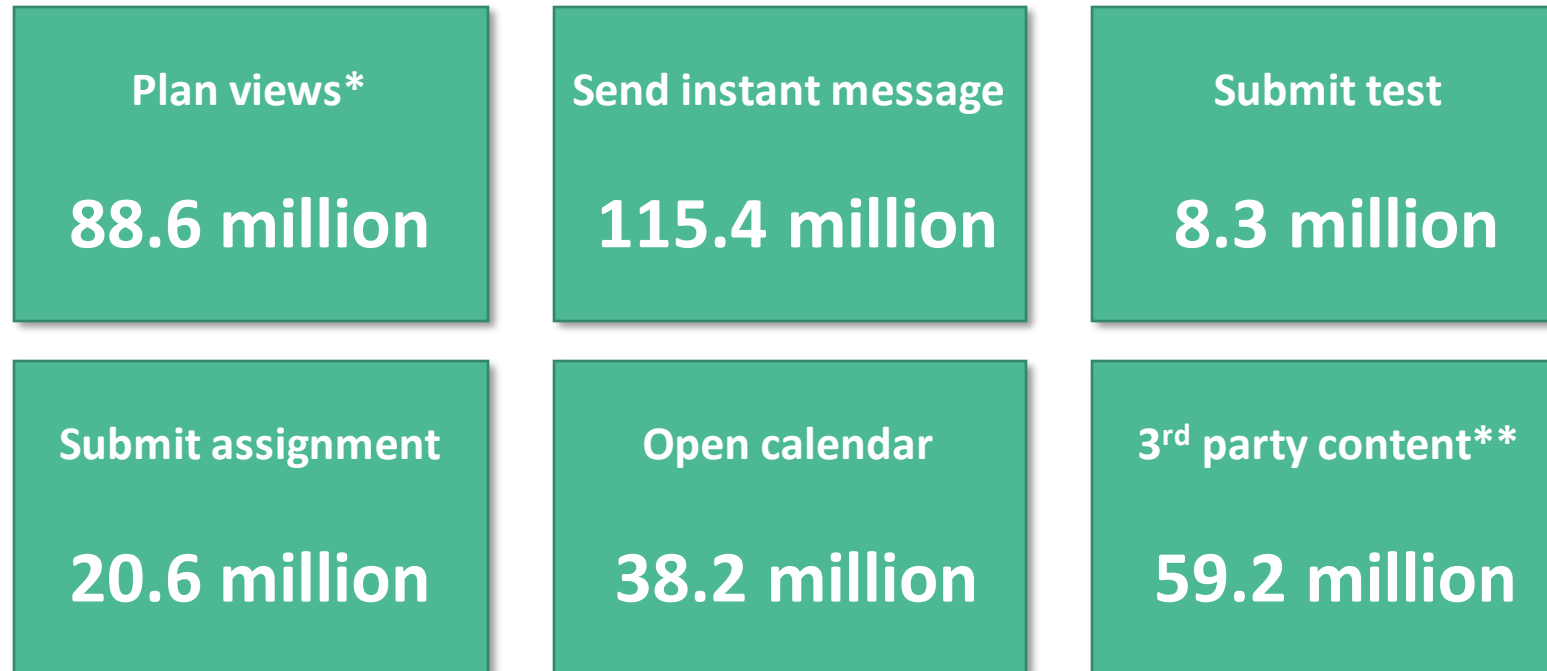 Plan views*
88.6 million
Send instant message
115.4 million
Submit test
8.3 million
Submit assignment
20.6 million
Open calendar
38.2 million
3rd party content**
59.2 million